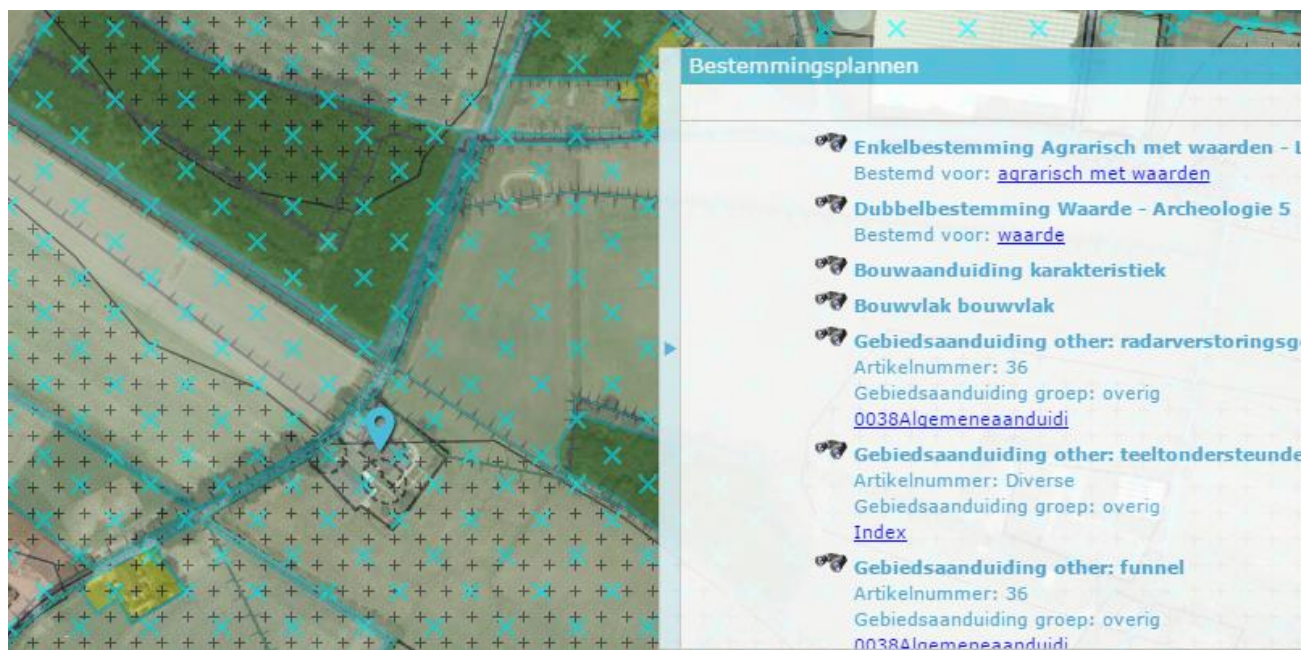 Bestemmingsplannen
Enkelbestemming Agrarisch met waarden - L
Bestemd voor: agrarisch met waarden
Dubbelbestemming Waarde - Archeologie 5
Bestemd voor: waarde
Bouwaanduiding karakteristiek
Bouwvlak bouwvlak
Gebiedsaanduiding other: radarverstoringsge
Artikelnummer: 36
Gebiedsaanduiding groep: overig
0038Algemeneaanduidi
Gebiedsaanduiding other: teeltondersteunde
Artikelnummer: Diverse
Gebiedsaanduiding groep: overig
Index
Gebiedsaanduiding other: funnel
Artikelnummer: 36
Gebiedsaanduiding groep: overig
0038Algemeneaanduidi